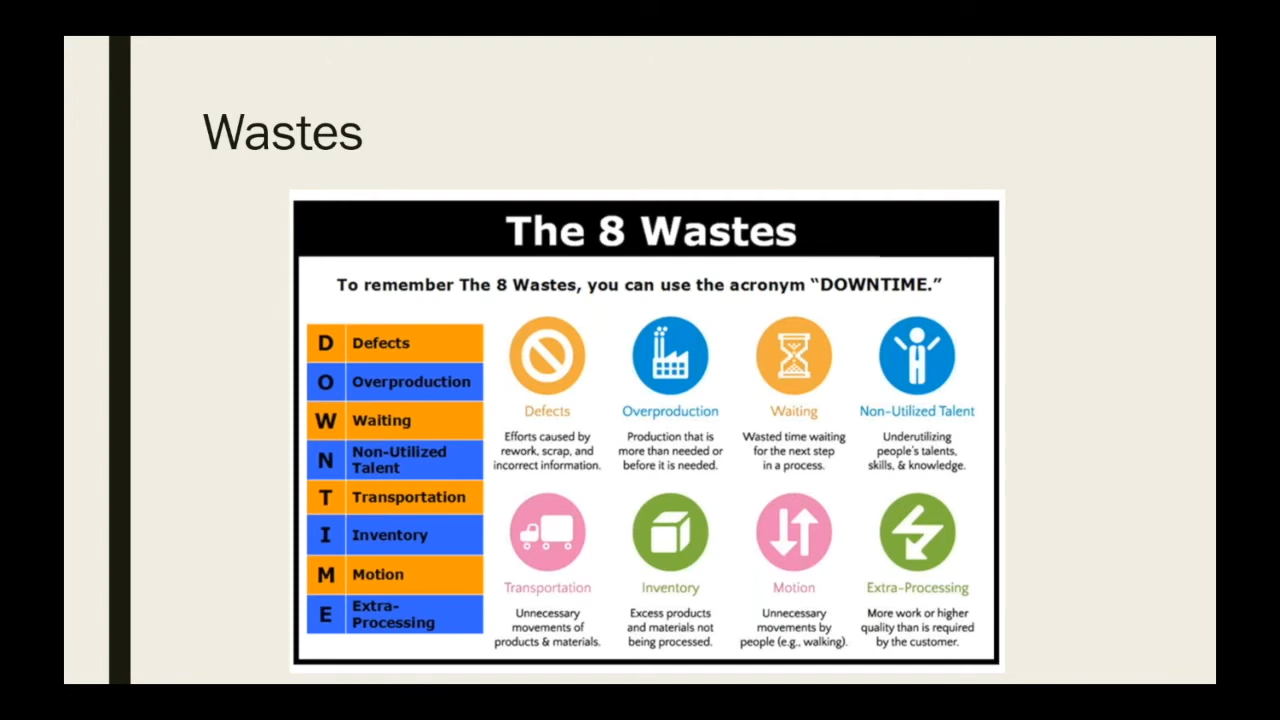 Wastes
The 8 Wastes
To remember The 8 Wastes, you can use the acronym “DOWNTIME.”
D Defects
O Overproduction
W Waiting
N Non-Utilized
Talent
T Transportation
I Inventory
M Motion
E Extra-
Processing
Defects
Efforts caused by
rework, scrap, and
incorrect information.
Overproduction
Production that is
more than needed or
before it is needed.
Waiting
Wasted time waiting
for the next step
in a process.
Non-Utilized Talent
Underutilizing
people's talents,
skills, & knowledge.
Transportation
Unnecessary
movements of
products & materials.
Inventory
Excess products
and materials not
being processed.
Motion
Unnecessary
movements by
people (e.g., walking).
Extra-Processing
More work or higher
quality than is required
by the customer.